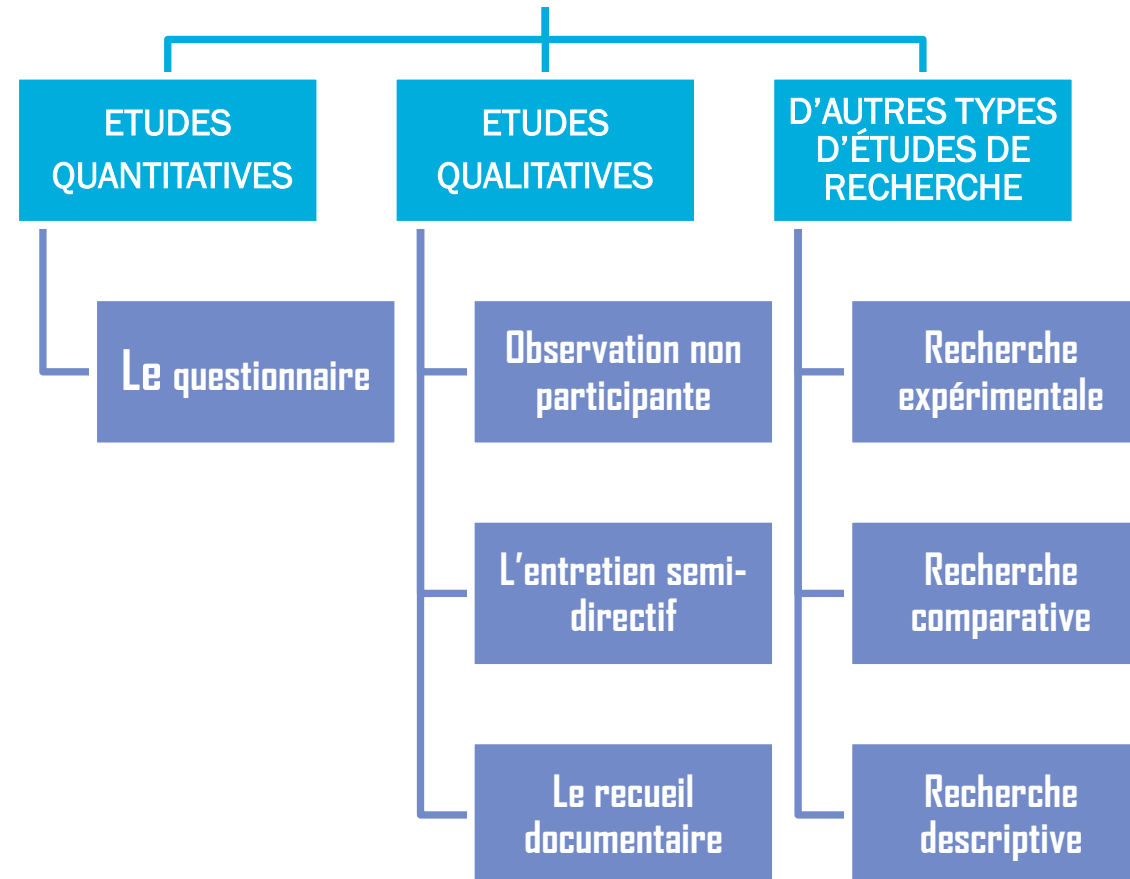 ETUDES
QUANTITATIVES
Le questionnaire
ETUDES
QUALITATIVES
Observation non
participante
L'entretien semi-
directif
Le recueil
documentaire
D'AUTRES TYPES
D'ÉTUDES DE
RECHERCHE
Recherche
expérimentale
Recherche
comparative
Recherche
descriptive